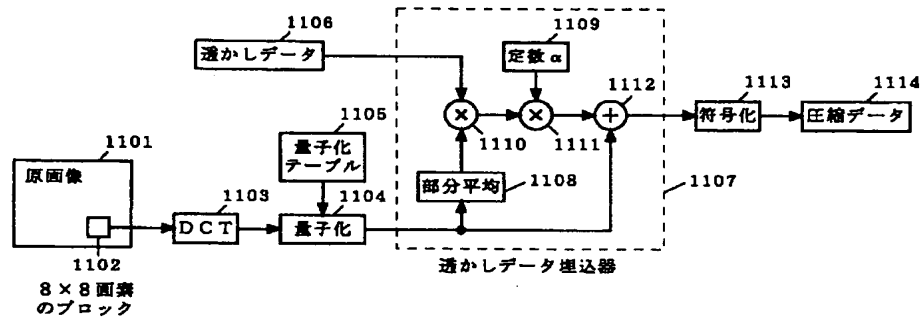 1106
透かしデータ
1109
定数α
1112
1113
符号化
1114
圧縮データ
×
×
+
1110
1111
1105
量子化
テーブル
1101
原画像
1102
8×8画素
のブロック
1103
DCT
1104
量子化
部分平均
1108
1107
透かしデータ埋込器